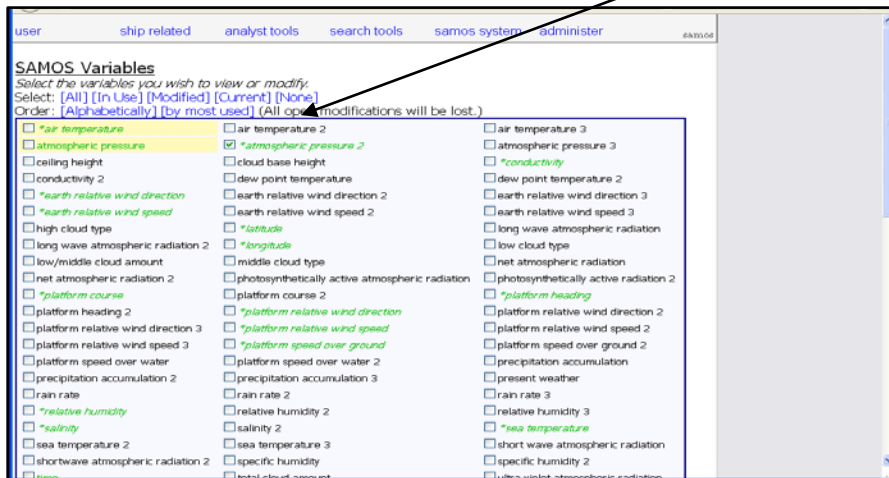 user ship related analyst tools search tools samos system administer samos
SAMOS Variables
Select the variables you wish to view or modify.
Select: [All] [In Use] [Modified] [Current] [None]
Order: [Alphabetically] [by most used] (All open modifications will be lost.)
*air temperature air temperature 2 air temperature 3
atmospheric pressure *atmospheric pressure 2 atmospheric pressure 3
ceiling height cloud base height *conductivity
conductivity 2 dew point temperature dew point temperature 2
*earth relative wind direction earth relative wind direction 2 earth relative wind direction 3
*earth relative wind speed earth relative wind speed 2 earth relative wind speed 3
high cloud type *latitude long wave atmospheric radiation
long wave atmospheric radiation 2 *longitude low cloud type
low/middle cloud amount middle cloud type net atmospheric radiation
net atmospheric radiation 2 photosynthetically active atmospheric radiation photosynthetically active radiation 2
*platform course platform course 2 *platform heading
platform heading 2 *platform relative wind direction platform relative wind direction 2
platform relative wind direction 3 *platform relative wind speed platform relative wind speed 2
platform relative wind speed 3 *platform speed over ground platform speed over ground 2
platform speed over water platform speed over water 2 precipitation accumulation
precipitation accumulation 2 precipitation accumulation 3 present weather
rain rate rain rate 2 rain rate 3
*relative humidity relative humidity 2 relative humidity 3
*salinity salinity 2 *sea temperature
sea temperature 2 sea temperature 3 short wave atmospheric radiation
shortwave atmospheric radiation 2 specific humidity specific humidity 2
time total cloud amount ultra violet atmospheric radiation